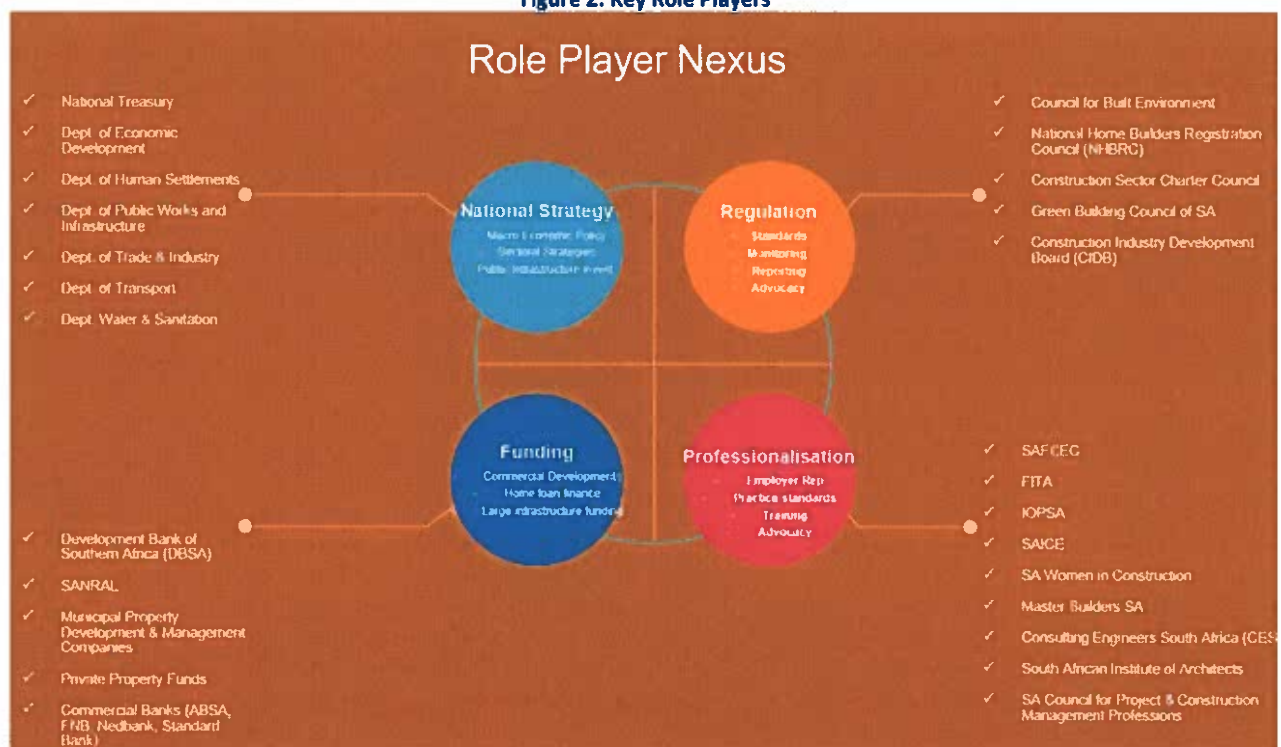 Figure 2: Key Role Players
Role Player Nexus
✓ National Treasury
✓ Dept. of Economic
Development
✓ Dept. of Human Settlements
✓ Dept. of Public Works and
Infrastructure
✓ Dept. of Trade & Industry
✓ Dept. of Transport
✓ Dept. Water & Sanitation
National Strategy
Macro Economic Policy
Sectoral Strategies
Public Infrastructure Invest
Regulation
Standards
Monitoring
Reporting
Advocacy
✓ Council for Built Environment
✓ National Home Builders Registration
Council (NHBRC)
✓ Construction Sector Charter Council
✓ Green Building Council of SA
✓ Construction Industry Development
Board (CIDB)
Funding
Commercial Development
Home loan finance
Large infrastructure funding
Professionalisation
Employer Rep
Practice standards
Training
Advocacy
✓ Development Bank of
Southern Africa (DBSA)
✓ SANRAL
✓ Municipal Property
Development & Management
Companies
✓ Private Property Funds
✓ Commercial Banks (ABSA,
FNB, Nedbank, Standard
Bank)
✓ SAFCEC
✓ FITA
✓ IOPSA
✓ SAICE
✓ SA Women in Construction
✓ Master Builders SA
✓ Consulting Engineers South Africa (CES
✓ South African Institute of Architects
✓ SA Council for Project & Construction
Management Professions